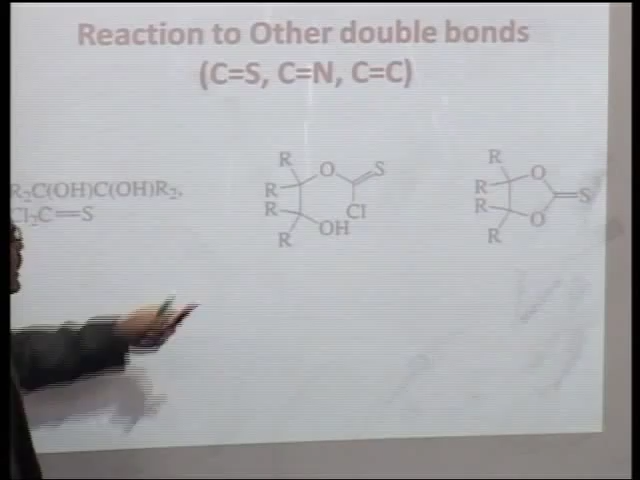 Reaction to Other double bonds
(C=S, C=N, C=C)
R₂C(OH)C(OH)R₂,
Cl₂C=S
R O S
R
R Cl
R OH
R O
R S
R O
R